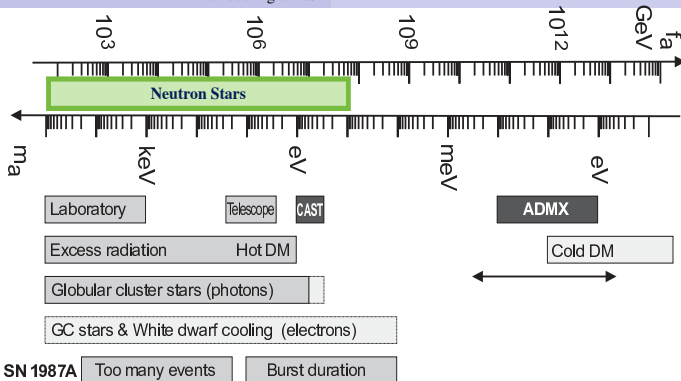 10³ 10⁶ 10⁹ 10¹² GeV fₐ
Neutron Stars
mₐ keV eV meV eV
Laboratory Telescope CAST ADMX
Excess radiation Hot DM Cold DM
Globular cluster stars (photons)
GC stars & White dwarf cooling (electrons)
SN 1987A Too many events Burst duration